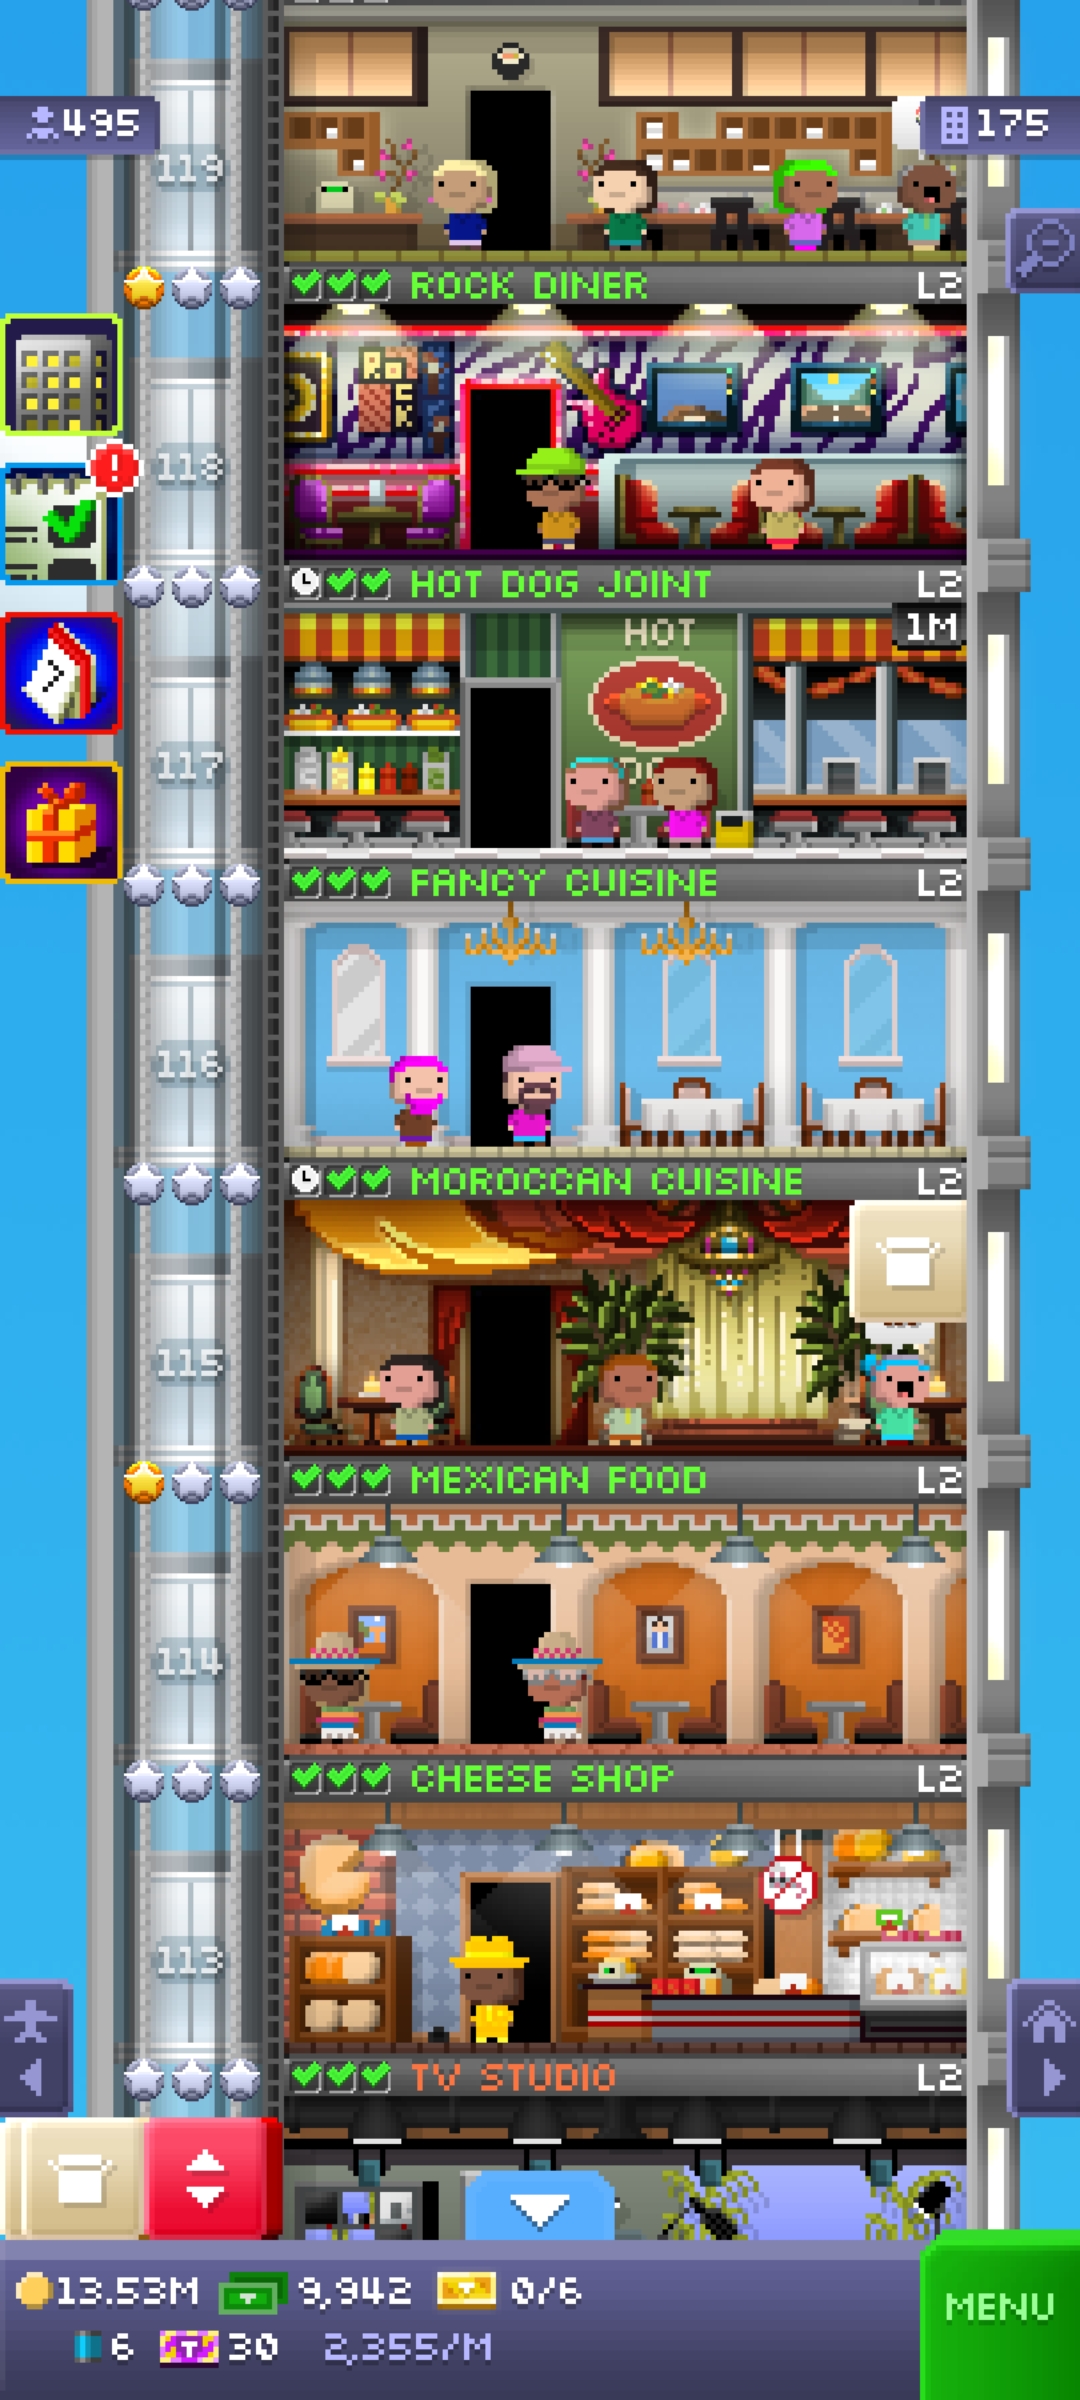 495
175
119
ROCK DINER L2
ROCK
118
HOT DOG JOINT L2
1M
HOT
117
FANCY CUISINE L2
116
MOROCCAN CUISINE L2
115
MEXICAN FOOD L2
114
CHEESE SHOP L2
113
TV STUDIO L2
13.53M 9,942 0/6
MENU
6 T 30 2,355/M